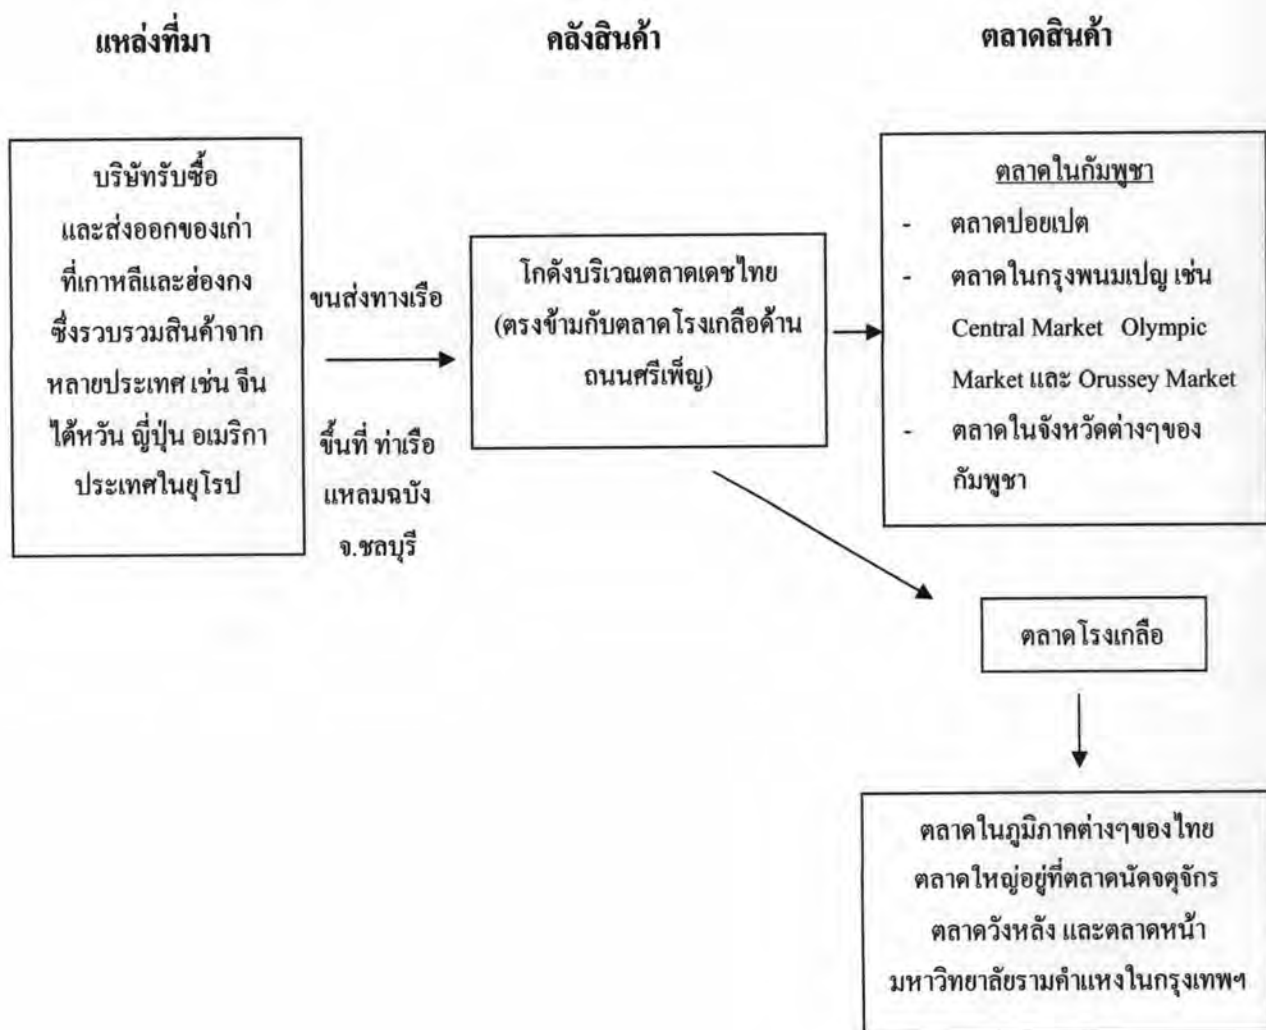 แหล่งที่มา
คลังสินค้า
ตลาดสินค้า
บริษัทรับซื้อ
และส่งออกของเก่า
ที่เกาหลีและฮ่องกง
ซึ่งรวบรวมสินค้าจาก
หลายประเทศ เช่น จีน
ไต้หวัน ญี่ปุ่น อเมริกา
ประเทศในยุโรป
ขนส่งทางเรือ
ขึ้นที่ ท่าเรือ
แหลมฉบัง
จ.ชลบุรี
โกดังบริเวณตลาดเดชไทย
(ตรงข้ามกับตลาดโรงเกลือด้าน
ถนนศรีเพ็ญ)
ตลาดในกัมพูชา
- ตลาดปอยเปต
- ตลาดในกรุงพนมเปญ เช่น
Central Market Olympic
Market และ Orussey Market
- ตลาดในจังหวัดต่างๆของ
กัมพูชา
ตลาดโรงเกลือ
ตลาดในภูมิภาคต่างๆของไทย
ตลาดใหญ่อยู่ที่ตลาดนัดจตุจักร
ตลาดวังหลัง และตลาดหน้า
มหาวิทยาลัยรามคำแหงในกรุงเทพฯ